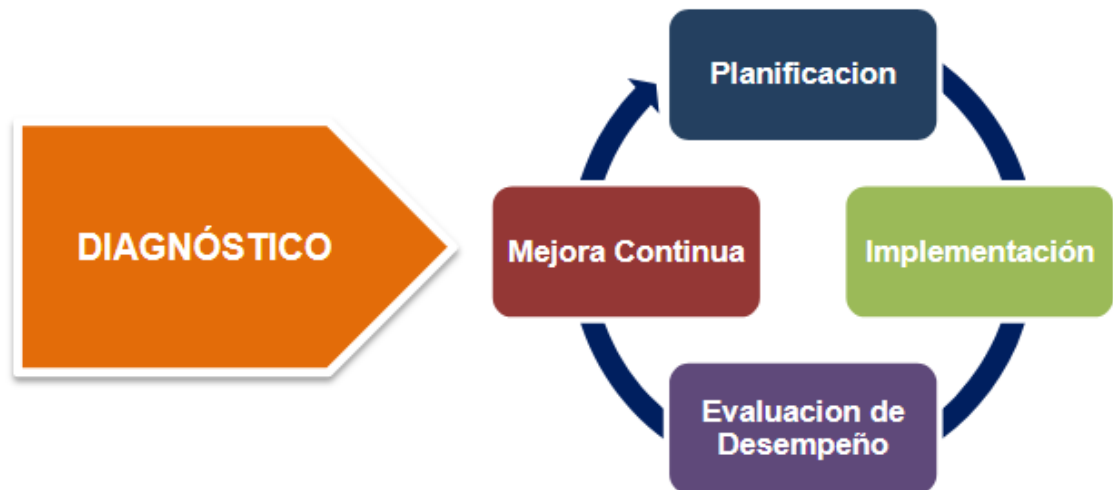 DIAGNÓSTICO
Planificacion
Mejora Continua
Implementación
Evaluacion de
Desempeño